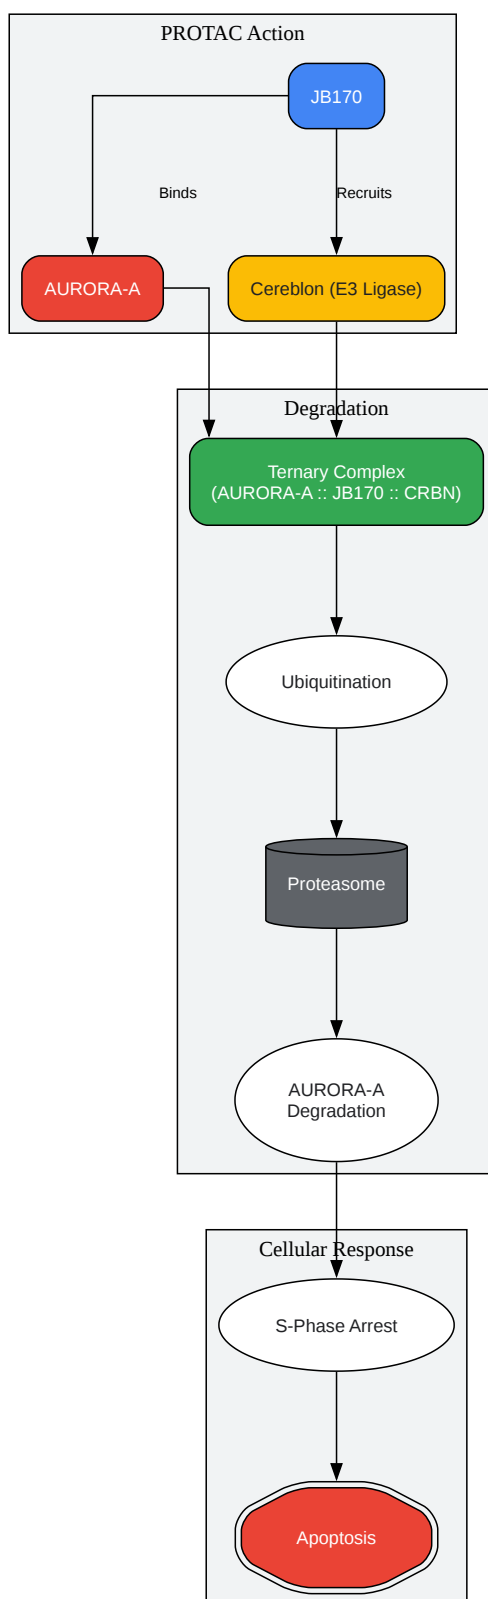 PROTAC Action
JB170
Binds
Recruits
AURORA-A
Cereblon (E3 Ligase)
Degradation
Ternary Complex
(AURORA-A :: JB170 :: CRBN)
Ubiquitination
Proteasome
AURORA-A
Degradation
Cellular Response
S-Phase Arrest
Apoptosis